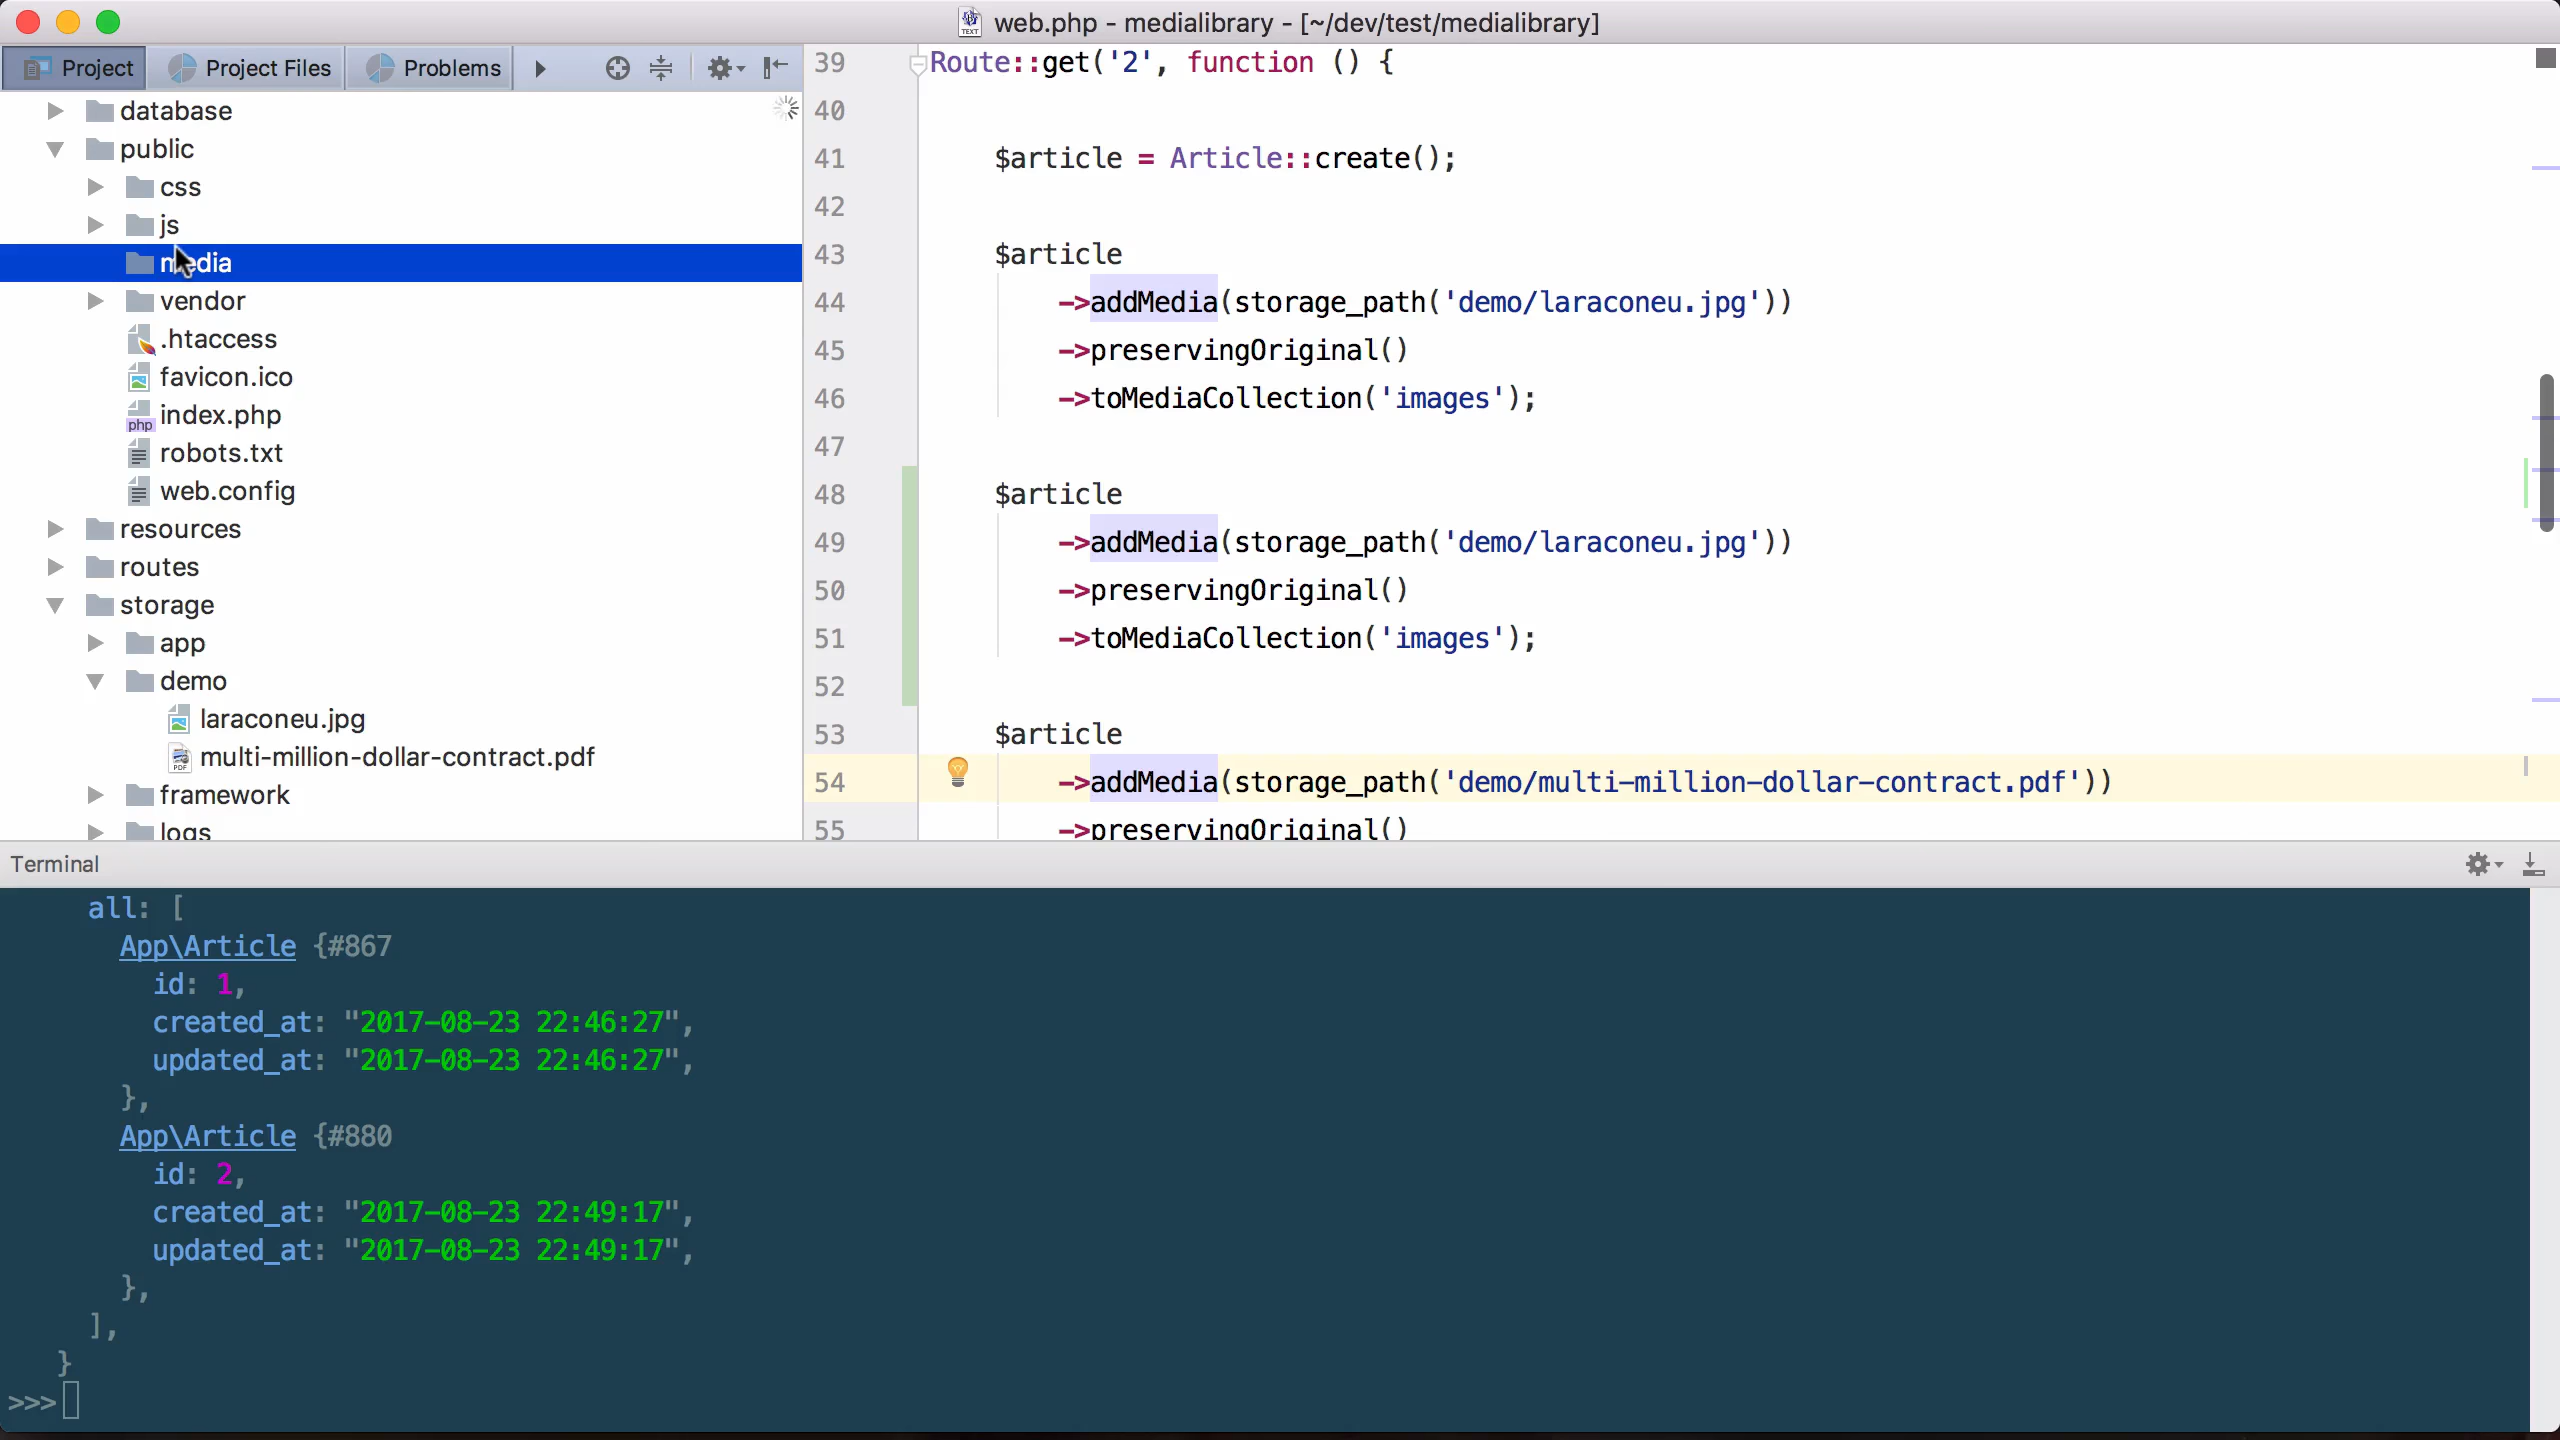 web.php - medialibrary - [~/dev/test/medialibrary]
Project
Project Files
Problems
database
public
css
js
media
vendor
.htaccess
favicon.ico
index.php
robots.txt
web.config
resources
routes
storage
app
demo
laraconeu.jpg
multi-million-dollar-contract.pdf
framework
logs
39 Route::get('2', function () {
40
41 $article = Article::create();
42
43 $article
44 ->addMedia(storage_path('demo/laraconeu.jpg'))
45 ->preservingOriginal()
46 ->toMediaCollection('images');
47
48 $article
49 ->addMedia(storage_path('demo/laraconeu.jpg'))
50 ->preservingOriginal()
51 ->toMediaCollection('images');
52
53 $article
54 ->addMedia(storage_path('demo/multi-million-dollar-contract.pdf'))
55 ->preservingOriginal()
Terminal
all: [
App\Article {#867
id: 1,
created_at: "2017-08-23 22:46:27",
updated_at: "2017-08-23 22:46:27",
},
App\Article {#880
id: 2,
created_at: "2017-08-23 22:49:17",
updated_at: "2017-08-23 22:49:17",
},
],
}
>>>